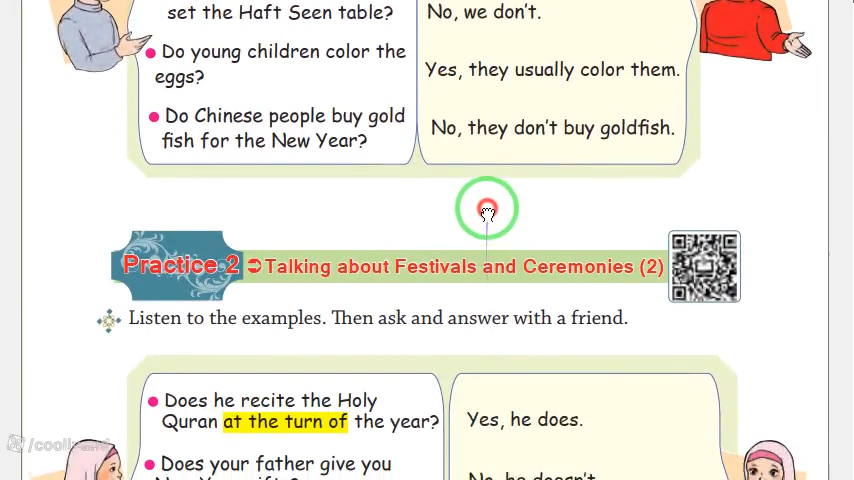 set the Haft Seen table?
No, we don't.
Do young children color the
eggs?
Yes, they usually color them.
Do Chinese people buy gold
fish for the New Year?
No, they don't buy goldfish.
Practice 2
Talking about Festivals and Ceremonies (2)
Listen to the examples. Then ask and answer with a friend.
Does he recite the Holy
Quran at the turn of the year?
Yes, he does.
Does your father give you